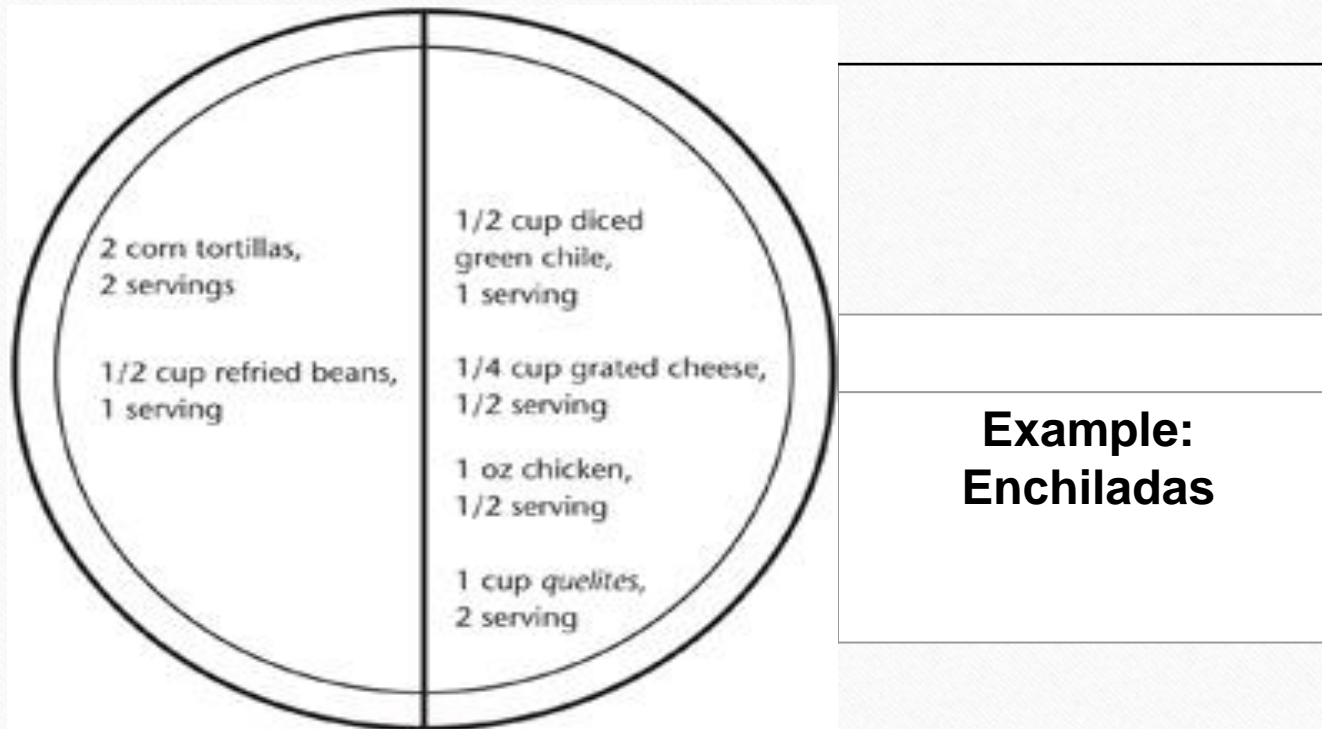 2 corn tortillas,
2 servings
1/2 cup refried beans,
1 serving
1/2 cup diced
green chile,
1 serving
1/4 cup grated cheese,
1/2 serving
1 oz chicken,
1/2 serving
1 cup quelites,
2 serving
Example:
Enchiladas